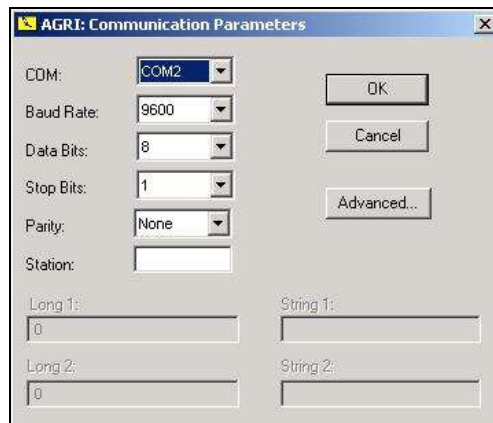 AGRI: Communication Parameters
COM: COM2
OK
Baud Rate: 9600
Cancel
Data Bits: 8
Stop Bits: 1
Advanced...
Parity: None
Station:
Long 1: String 1:
0
Long 2: String 2:
0